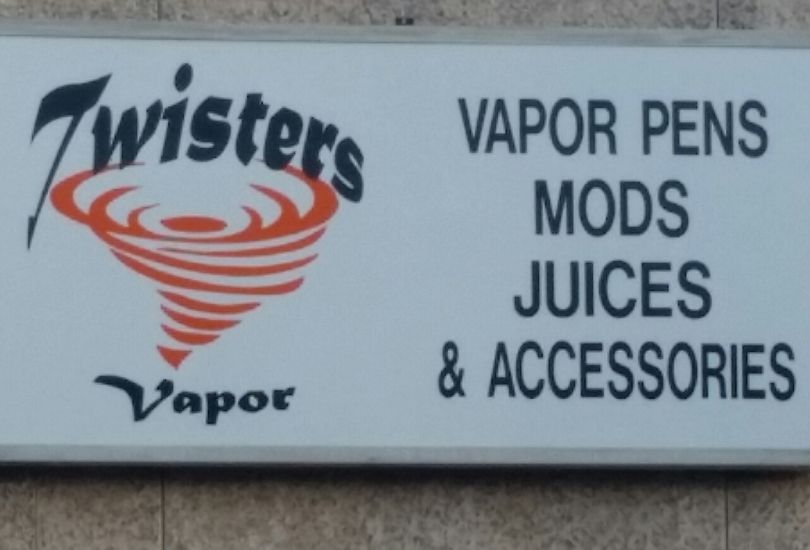 Twisters
Vapor
VAPOR PENS
MODS
JUICES
& ACCESSORIES